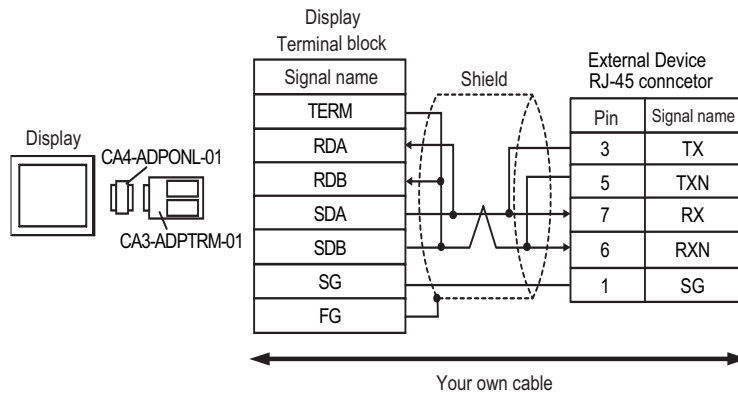 Display
Terminal block
Signal name
TERM
RDA
RDB
SDA
SDB
SG
FG
Shield
External Device
RJ-45 conncetor
Pin Signal name
3 TX
5 TXN
7 RX
6 RXN
1 SG
Display
CA4-ADPONL-01
CA3-ADPTRM-01
Your own cable